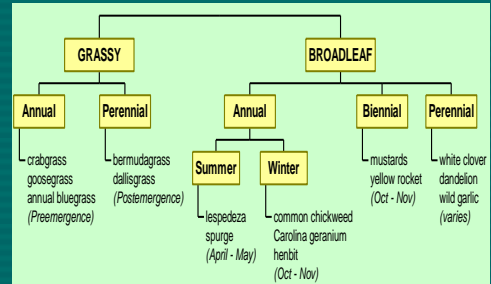 GRASSY
BROADLEAF
Annual
Perennial
Annual
Biennial
Perennial
crabgrass
goosegrass
annual bluegrass
(Preemergence)
bermudagrass
dallisgrass
(Postemergence)
Summer
Winter
mustards
yellow rocket
(Oct - Nov)
white clover
dandelion
wild garlic
(varies)
lespedeza
spurge
(April - May)
common chickweed
Carolina geranium
henbit
(Oct - Nov)